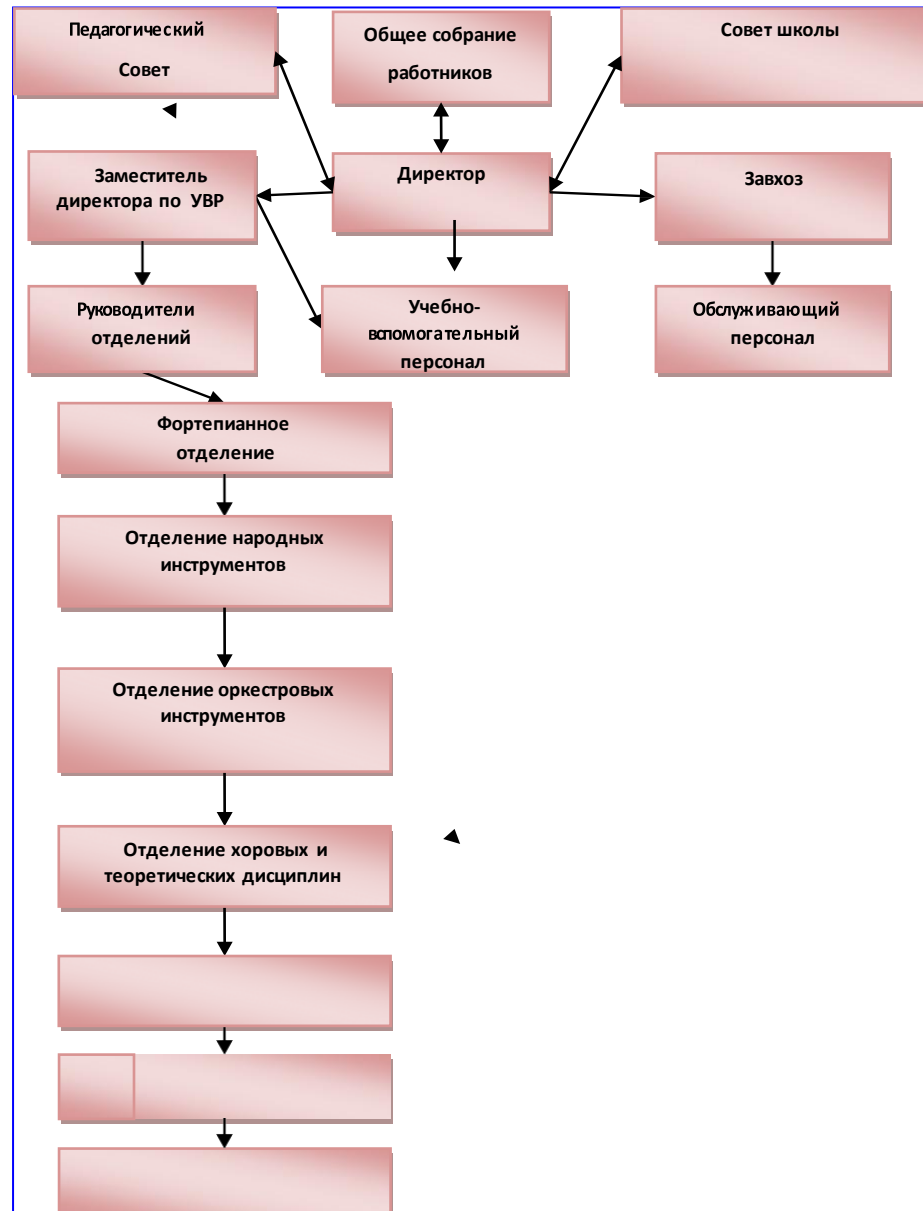 Педагогический
Совет
Общее собрание
работников
Совет школы
Заместитель
директора по УВР
Директор
Завхоз
Руководители
отделений
Учебно-
вспомогательный
персонал
Обслуживающий
персонал
Фортепианное
отделение
Отделение народных
инструментов
Отделение оркестровых
инструментов
Отделение хоровых и
теоретических дисциплин